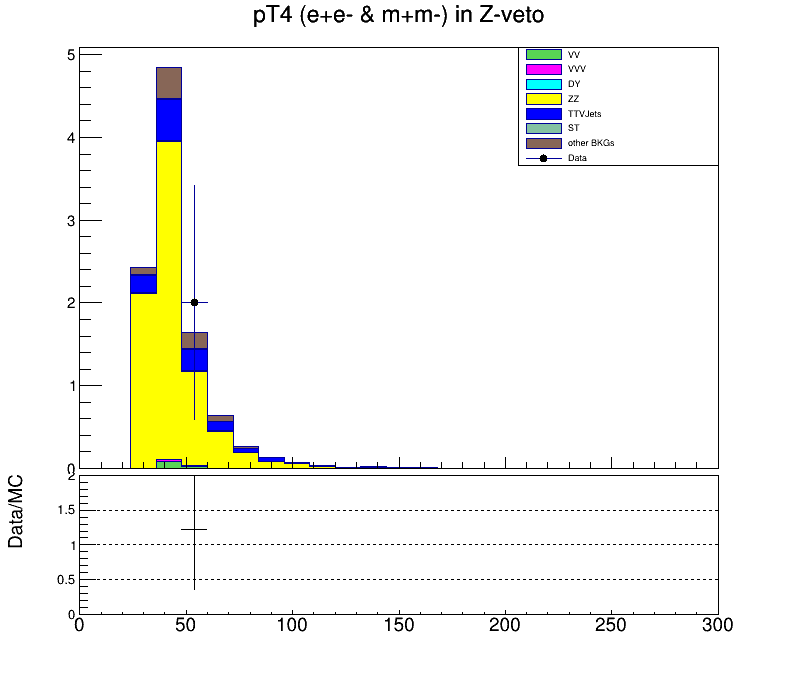 pT4 (e+e- & m+m-) in Z-veto
5
VV
VVV
DY
ZZ
TTVJets
ST
other BKGs
Data
4
3
2
1
0
Data/MC
2
1.5
1
0.5
0
0 50 100 150 200 250 300